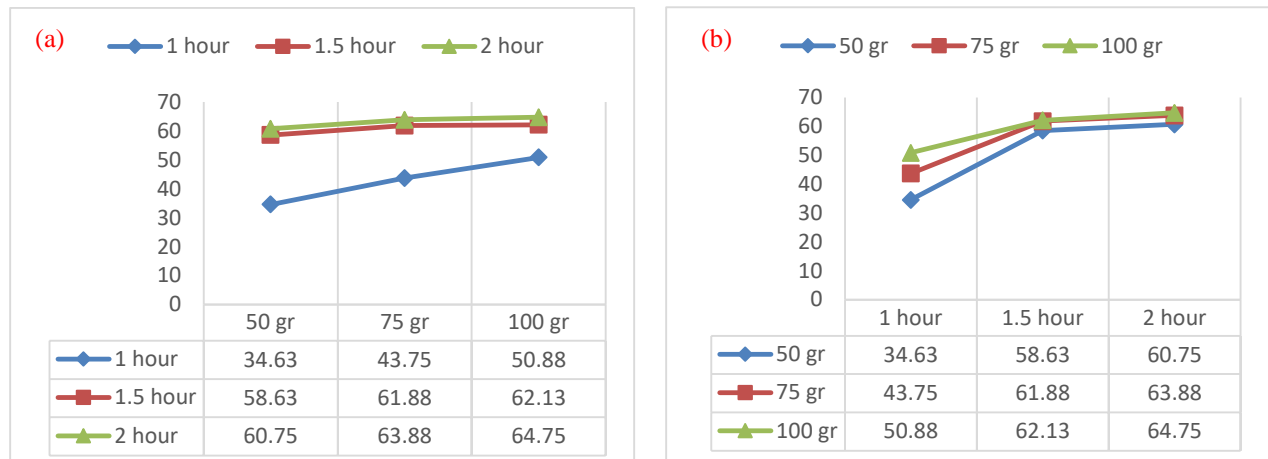 (a)
1 hour 1.5 hour 2 hour
70
60
50
40
30
20
10
0
50 gr 75 gr 100 gr
1 hour 34.63 43.75 50.88
1.5 hour 58.63 61.88 62.13
2 hour 60.75 63.88 64.75
(b)
50 gr 75 gr 100 gr
70
60
50
40
30
20
10
0
1 hour 1.5 hour 2 hour
50 gr 34.63 58.63 60.75
75 gr 43.75 61.88 63.88
100 gr 50.88 62.13 64.75